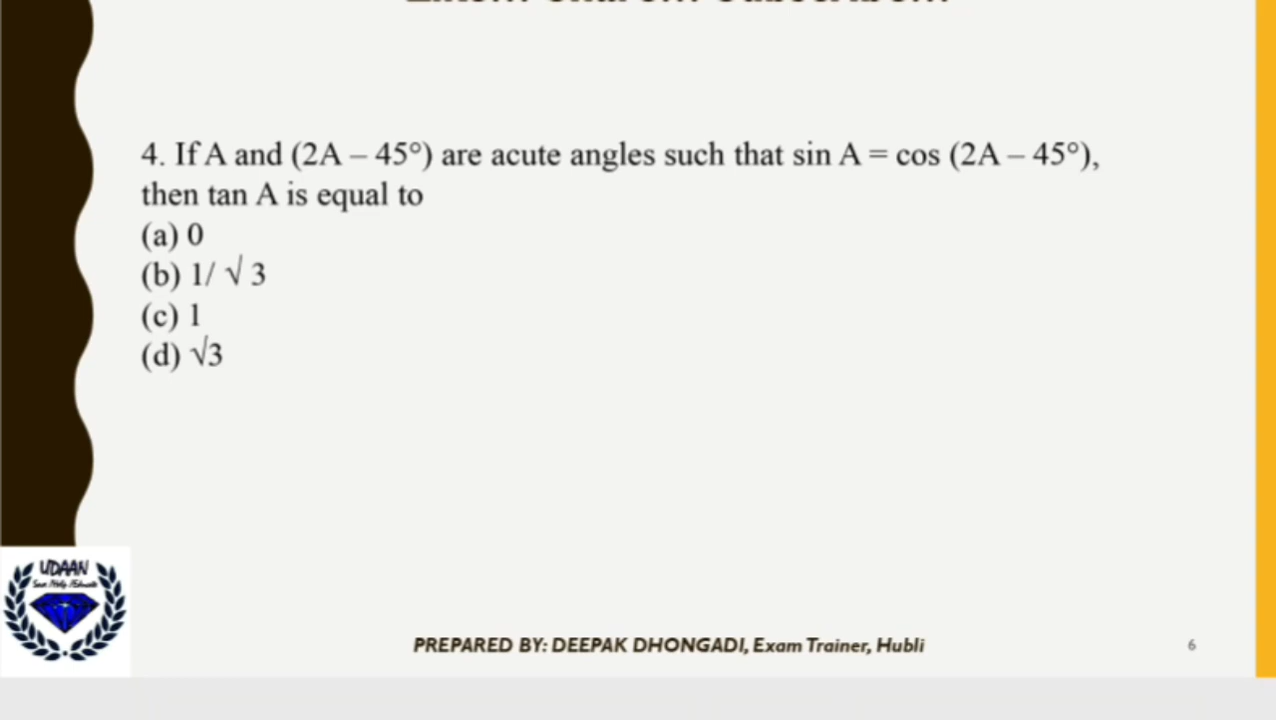 4. If A and (2A – 45°) are acute angles such that sin A = cos (2A – 45°),
then tan A is equal to
(a) 0
(b) 1/ √ 3
(c) 1
(d) √3
UDAAN
PREPARED BY: DEEPAK DHONGADI, Exam Trainer, Hubli
6